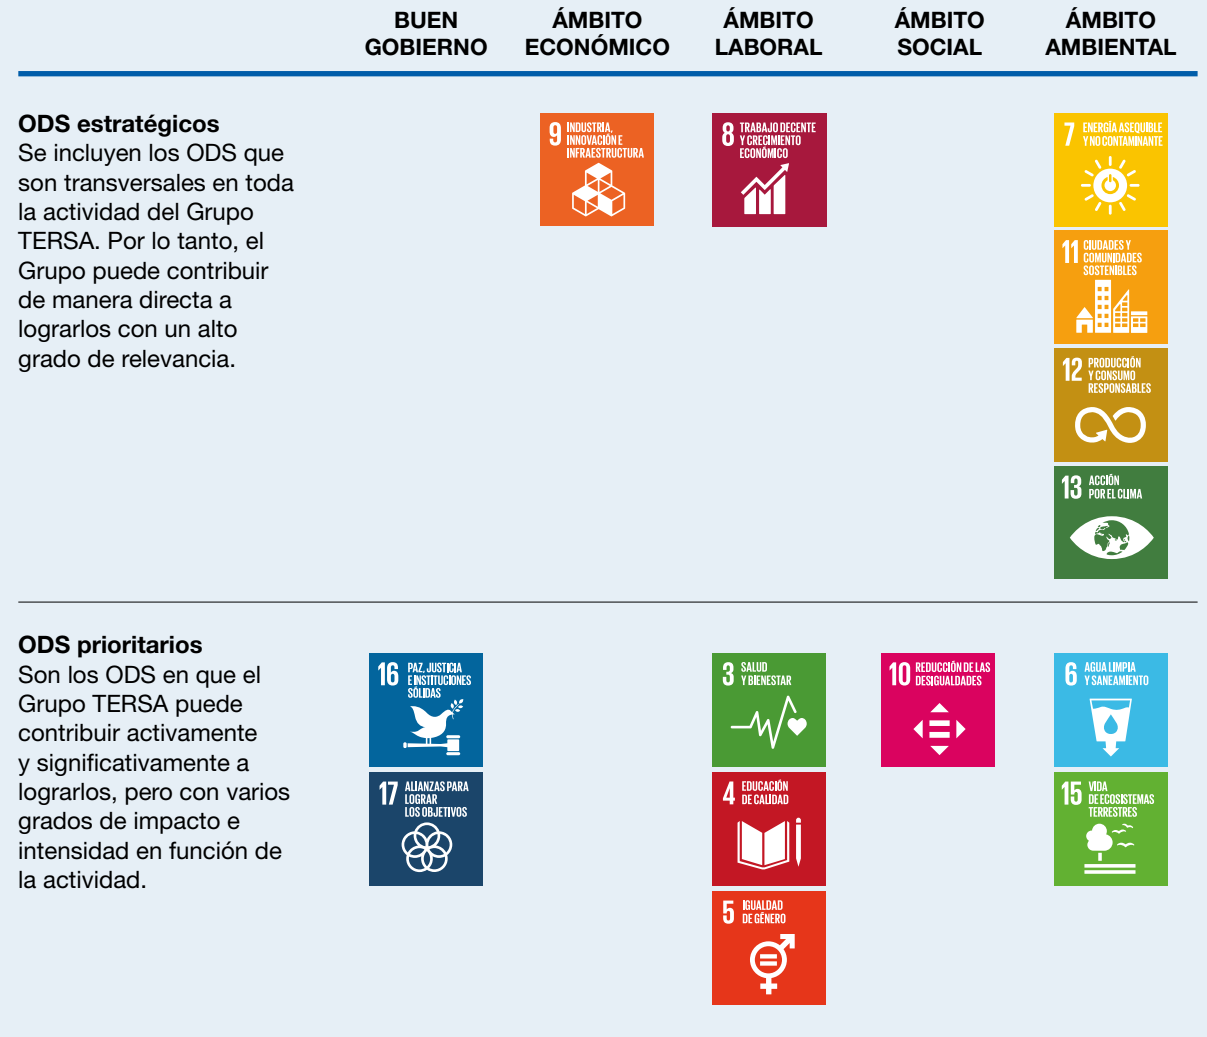 BUEN
GOBIERNO
ÁMBITO
ECONÓMICO
ÁMBITO
LABORAL
ÁMBITO
SOCIAL
ÁMBITO
AMBIENTAL
ODS estratégicos
Se incluyen los ODS que
son transversales en toda
la actividad del Grupo
TERSA. Por lo tanto, el
Grupo puede contribuir
de manera directa a
lograrlos con un alto
grado de relevancia.
9 INDUSTRIA,
INNOVACIÓN E
INFRAESTRUCTURA
8 TRABAJO DECENTE
Y CRECIMIENTO
ECONÓMICO
7 ENERGÍA ASEQUIBLE
Y NO CONTAMINANTE
11 CIUDADES Y
COMUNIDADES
SOSTENIBLES
12 PRODUCCIÓN
Y CONSUMO
RESPONSABLES
13 ACCIÓN
POR EL CLIMA
ODS prioritarios
Son los ODS en que el
Grupo TERSA puede
contribuir activamente
y significativamente a
lograrlos, pero con varios
grados de impacto e
intensidad en función de
la actividad.
16 PAZ, JUSTICIA
E INSTITUCIONES
SÓLIDAS
17 ALIANZAS PARA
LOGRAR
LOS OBJETIVOS
3 SALUD
Y BIENESTAR
4 EDUCACIÓN
DE CALIDAD
5 IGUALDAD
DE GÉNERO
10 REDUCCIÓN DE LAS
DESIGUALDADES
6 AGUA LIMPIA
Y SANEAMIENTO
15 VIDA
DE ECOSISTEMAS
TERRESTRES